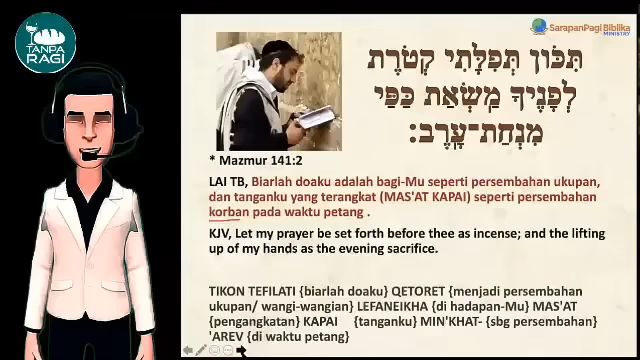 TANPA
RAGI
SarapanPagi Biblika
MINISTRY
תִּכּוֹן תְּפִלָּתִי קְטֹרֶת
לְפָנֶיךָ מַשְׂאַת כַּפַּי
מִנְחַת־עָרֶב׃
* Mazmur 141:2
LAI TB, Biarlah doaku adalah bagi-Mu seperti persembahan ukupan,
dan tanganku yang terangkat (MAS'AT KAPAI) seperti persembahan
korban pada waktu petang .
KJV, Let my prayer be set forth before thee as incense; and the lifting
up of my hands as the evening sacrifice.
TIKON TEFILATI {biarlah doaku} QETORET {menjadi persembahan
ukupan/ wangi-wangian} LEFANEIKHA {di hadapan-Mu} MAS'AT
{pengangkatan} KAPAI {tanganku} MIN'KHAT- {sbg persembahan}
'AREV {di waktu petang}